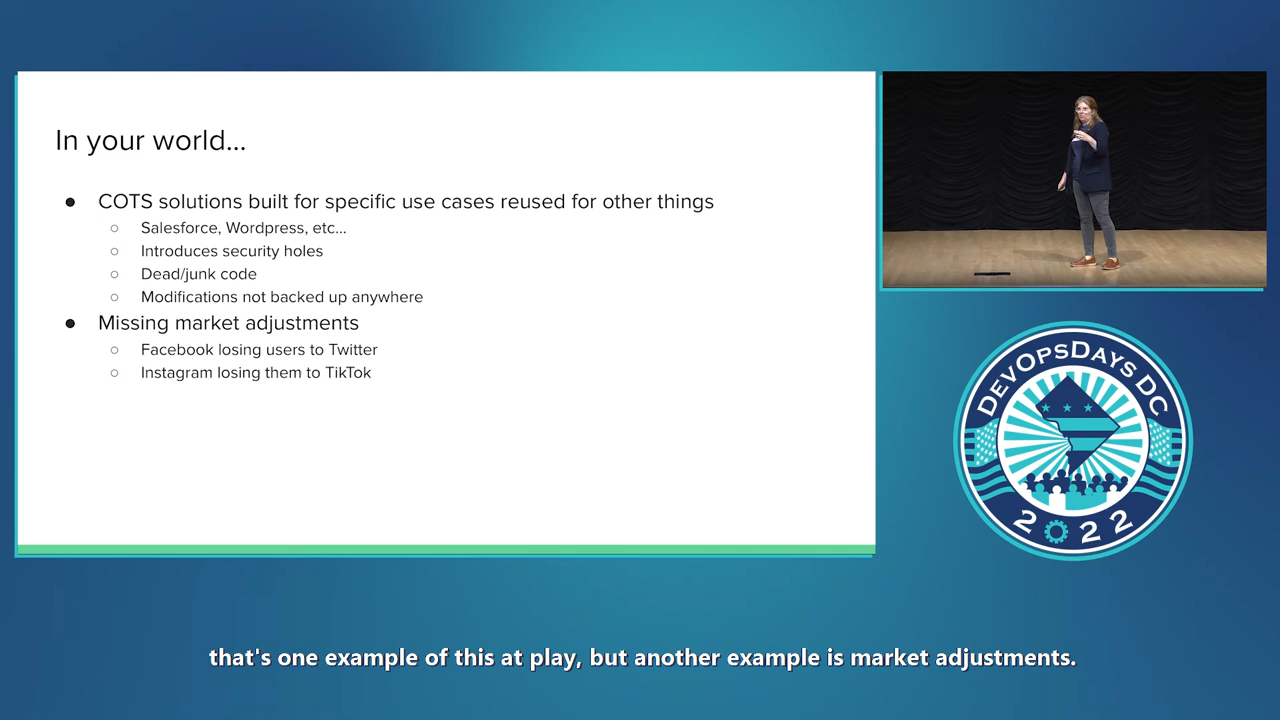 In your world...
● COTS solutions built for specific use cases reused for other things
○ Salesforce, Wordpress, etc...
○ Introduces security holes
○ Dead/junk code
○ Modifications not backed up anywhere
● Missing market adjustments
○ Facebook losing users to Twitter
○ Instagram losing them to TikTok
DEVOPSDAYS DC
2022
that's one example of this at play, but another example is market adjustments.